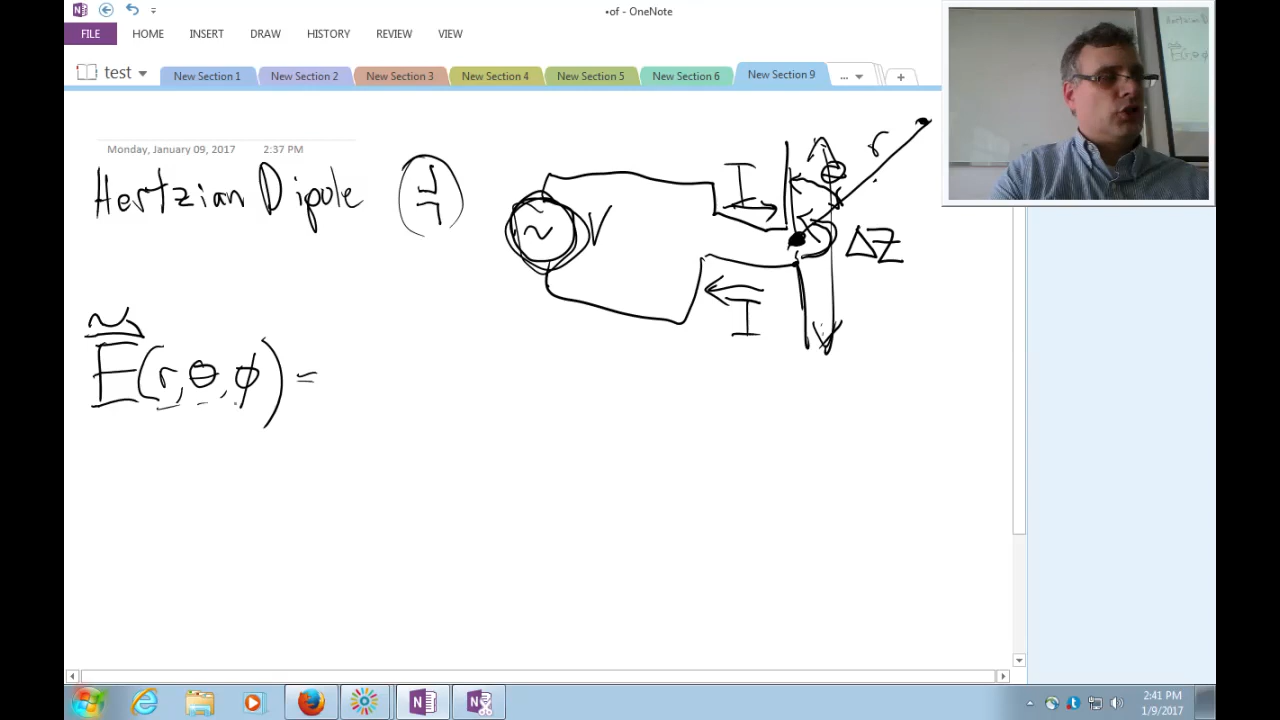 •of - OneNote
FILE HOME INSERT DRAW HISTORY REVIEW VIEW
test New Section 1 New Section 2 New Section 3 New Section 4 New Section 5 New Section 6 New Section 9 ... +
Monday, January 09, 2017 2:37 PM
Hertzian Dipole
~ V
I
I
θ
r
ΔZ
~
E(r, θ, φ) =
2:41 PM
1/9/2017